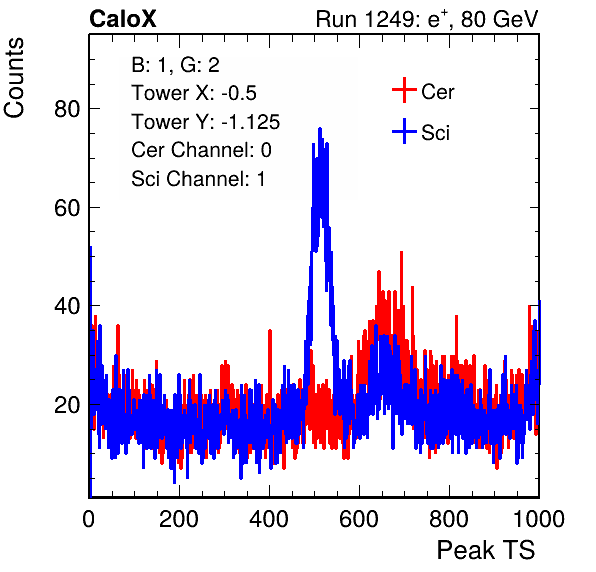 CaloX Run 1249: e⁺, 80 GeV
Counts
B: 1, G: 2
Tower X: -0.5
Tower Y: -1.125
Cer Channel: 0
Sci Channel: 1
Cer
Sci
80
60
40
20
0 200 400 600 800 1000
Peak TS